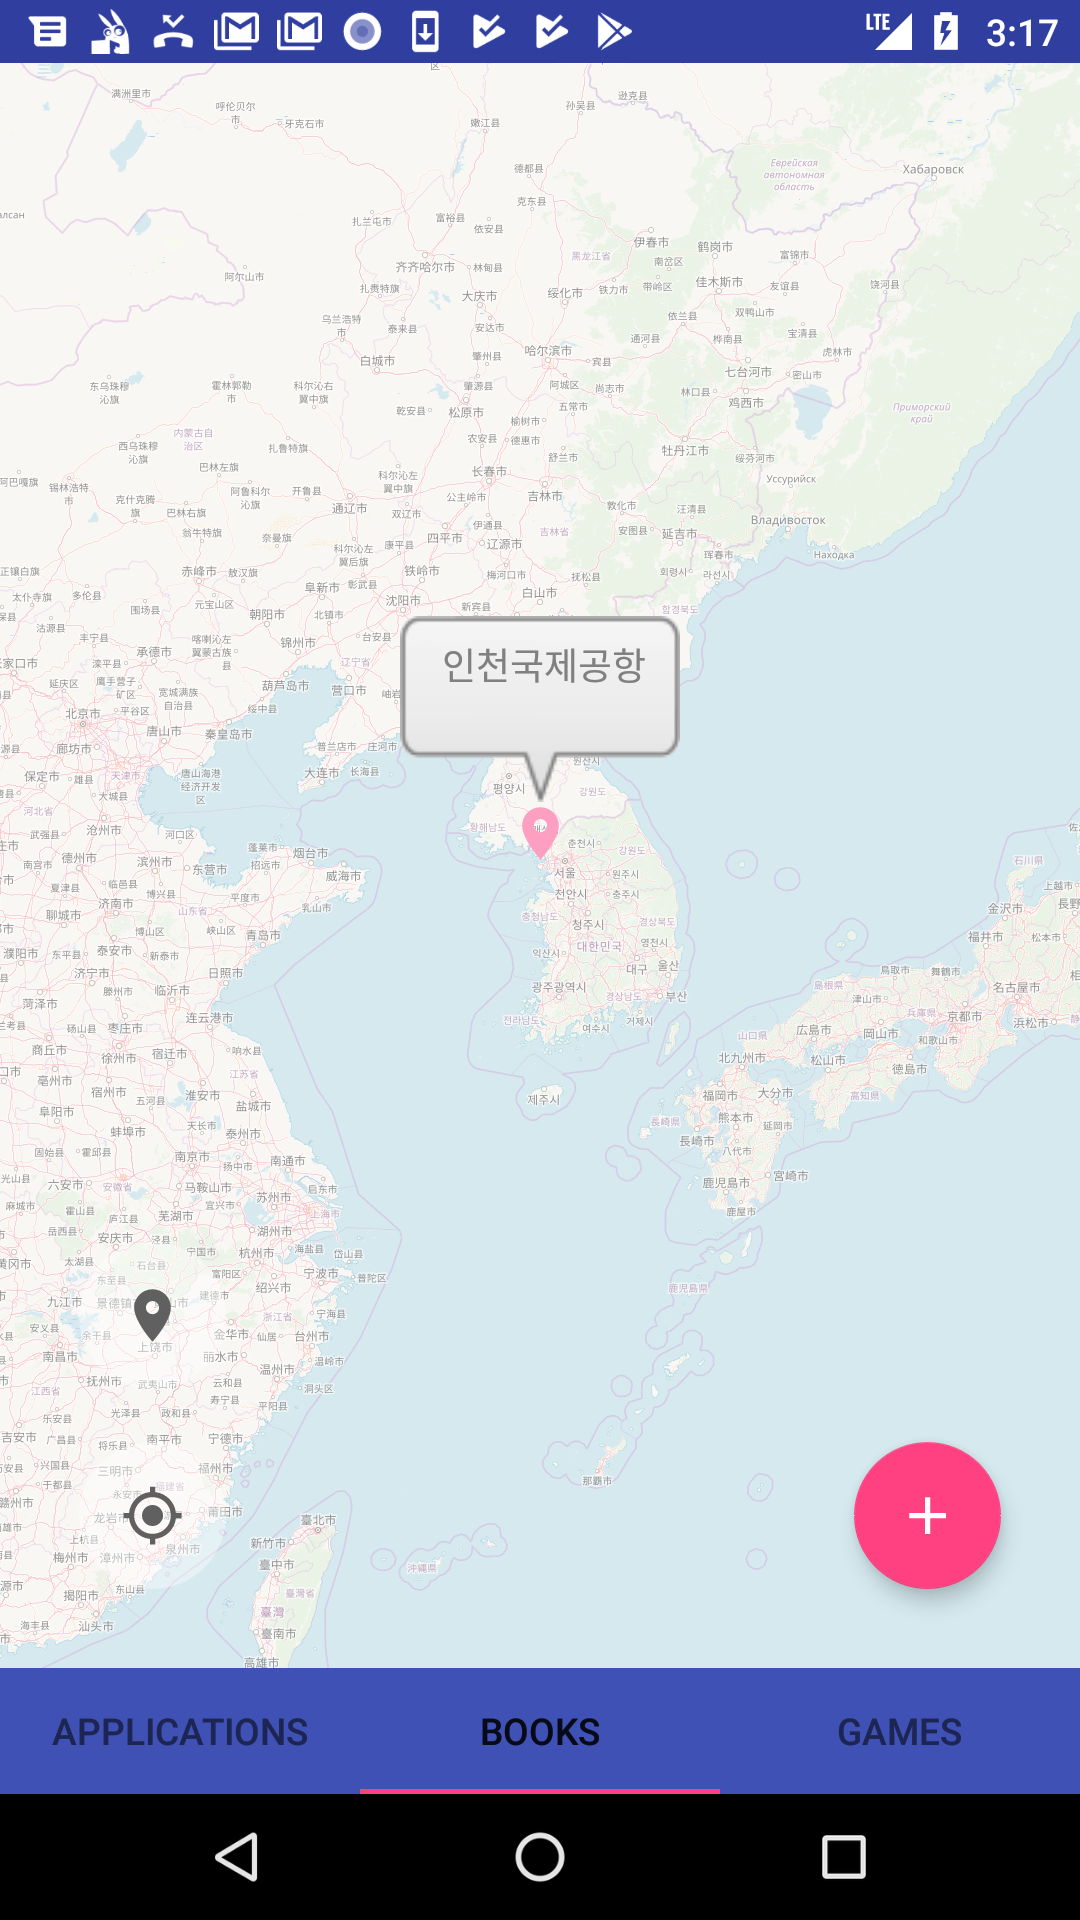 LTE 3:17
满洲里市
呼伦贝尔市
牙克石市
嫩江县
孙吴县
逊克县
德都县
Еврейская автономная область
Хабаровск
克东县
扎兰屯市
富裕县
依安县
伊春市
鹤岗市
黑龙江省
南岔区
富锦市
齐齐哈尔市
林甸县
阿尔山市
扎赉特旗
大庆市
绥化市
铁力市
带岭区
佳木斯市
友谊县
饶河县
乌兰浩特市
泰来县
安达市
依兰县
双鸭山市
白城市
肇州县
哈尔滨市
宾县
通河县
桦南县
宝清县
虎林市
东乌珠穆沁旗
霍林郭勒市
科尔沁右翼中旗
肇源县
阿城区
尚志市
七台河市
密山市
林口县
鸡西市
乾安县
松原市
五常市
榆树市
Приморский край
内蒙古自治区
西乌珠穆沁旗
扎鲁特旗
农安县
德惠市
舒兰市
牡丹江市
绥芬河市
巴林左旗
长春市
吉林市
Уссурийск
阿巴嘎旗
锡林浩特市
克什克腾旗
巴林右旗
阿鲁科尔沁旗
开鲁县
科尔沁左翼中旗
公主岭市
通辽市
双辽市
敦化市
汪清县
Владивосток
翁牛特旗
奈曼旗
伊通县
吉林省
安图县
延吉市
四平市
辽源市
科尔沁左翼后旗
康平县
珲春市
Находка
正镶白旗
赤峰市
敖汉旗
阜新市
彰武县
铁岭市
梅河口市
抚松县
회령시
라선시
太仆寺旗
多伦县
围场县
元宝山区
朝阳市
北镇市
沈阳市
新宾县
白山市
함경북도
沽源县
丰宁县
承德市
喀喇沁左翼蒙古族县
锦州市
台安县
인천국제공항
滦平县
辽宁省
延庆区
鹰手营子矿区
宽城满族自治县
葫芦岛市
营口市
绥中县
北京市
平谷区
唐山市
秦皇岛市
廊坊市
普兰店市
庄河市
大连市
长海县
保定市
雄县
天津市
唐山海港经济开发区
大城县
평양시
강원도
河北省
武强县
沧州市
河口区
황해남도
춘천시
강원도
德州市
滨州市
东营市
蓬莱市
烟台市
招远市
威海市
서울
원주시
石川県
南宫市
夏津县
临邑县
博兴县
平度市
천안시
충주시
上越市
聊城市
济南市
山东省
乳山市
충청남도
청주시
경상북도
金沢市
濮阳市
东平县
泰安市
博山区
新泰市
峡山区
青岛市
익산시
대한민국
영천시
福井市
松本市
济宁市
日照市
대구
울산
鳥取市
舞鶴市
滕州市
临沂市
광주광역시
경상남도
부산
島根県
津山市
名古屋市
菏泽市
砀山县
枣庄市
连云港市
전라남도
여수시
거제시
兵庫県
京都市
浜松市
商丘市
徐州市
宿迁市
响水县
山口県
広島市
岡山市
和歌山市
亳州市
宿州市
江苏省
北九州市
松山市
徳島市
阜阳市
五河县
淮安市
盐城市
제주시
福岡市
大分市
高知県
蚌埠市
天长市
泰州市
長崎県
熊本市
延岡市
固始县
霍邱县
南京市
扬中市
南通市
長崎市
八代市
光山县
六安市
安徽省
马鞍山市
苏州市
启东市
鹿児島市
宮崎市
麻城市
霍山县
庐江县
芜湖市
宜兴市
上海市
鹿屋市
岳西县
安庆市
泾县
宁国市
湖州市
杭州市
海盐县
岱山县
黄冈市
太湖县
石台县
东至县
富阳区
宁波市
普陀区
九江市
建德市
绍兴市
鹿児島県
安义县
余干县
金华市
浙江省
宁海县
仙居县
台州市
南昌市
上饶市
丽水市
温州市
温岭市
江西省
抚州市
武夷山市
云和县
洞头区
乐安县
光泽县
政和县
寿宁县
平阳县
吉安市
广昌县
将乐县
南平市
宁德市
兴国县
三明市
福州市
于都县
福建省
永安市
那覇市
赣州市
龙岩市
莆田市
上杭县
泉州市
新竹市
臺北市
梅州市
漳州市
臺中市
沖縄県
揭阳市
东山县
臺灣省
臺灣
海丰县
汕头市
臺南市
高雄市
APPLICATIONS BOOKS GAMES